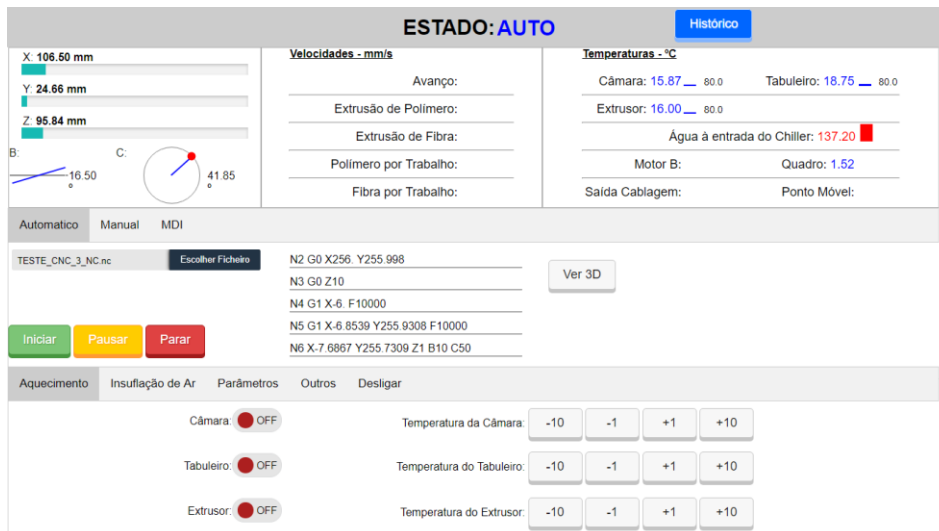 ESTADO: AUTO
Histórico
X: 106.50 mm
Y: 24.66 mm
Z: 95.84 mm
B: -16.50 º
C: 41.85 º
Velocidades - mm/s
Avanço:
Extrusão de Polímero:
Extrusão de Fibra:
Polímero por Trabalho:
Fibra por Trabalho:
Temperaturas - ºC
Câmara: 15.87 80.0 Tabuleiro: 18.75 80.0
Extrusor: 16.00 80.0
Água à entrada do Chiller: 137.20
Motor B: Quadro: 1.52
Saída Cablagem: Ponto Móvel:
Automatico Manual MDI
TESTE_CNC_3_NC.nc Escolher Ficheiro
Iniciar Pausar Parar
N2 G0 X256. Y255.998
N3 G0 Z10
N4 G1 X-6. F10000
N5 G1 X-6.8539 Y255.9308 F10000
N6 X-7.6867 Y255.7309 Z1 B10 C50
Ver 3D
Aquecimento Insuflação de Ar Parâmetros Outros Desligar
Câmara: OFF Temperatura da Câmara: -10 -1 +1 +10
Tabuleiro: OFF Temperatura do Tabuleiro: -10 -1 +1 +10
Extrusor: OFF Temperatura do Extrusor: -10 -1 +1 +10